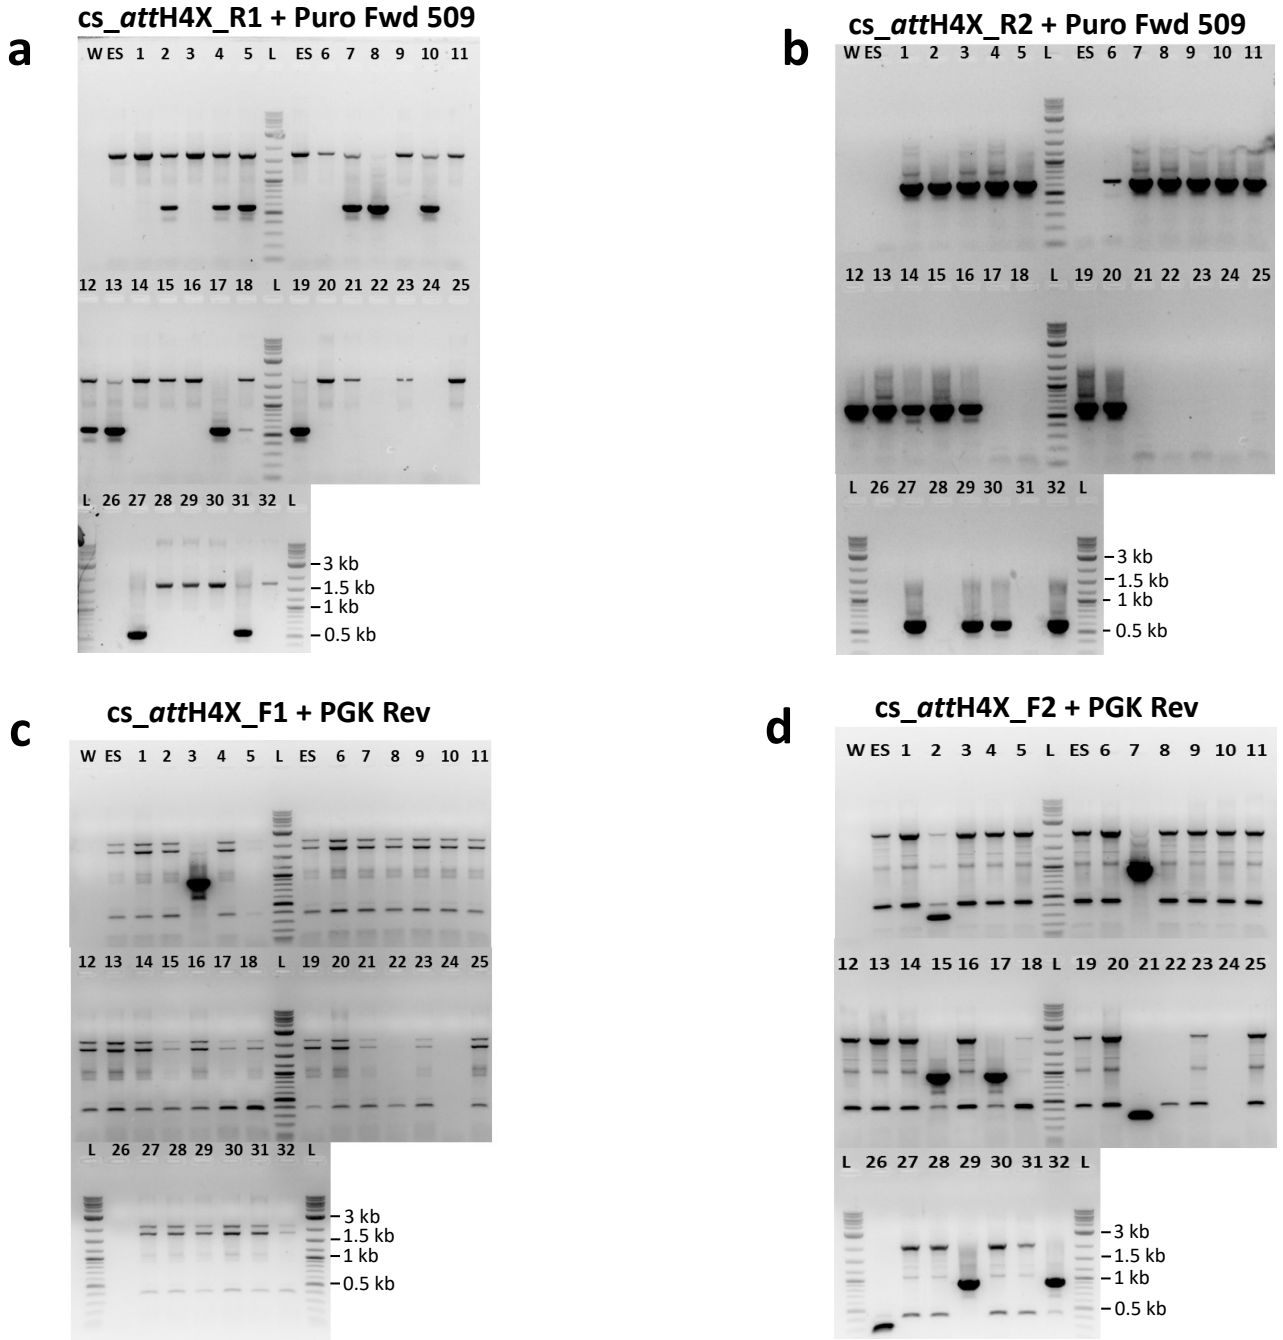 a
cs_attH4X_R1 + Puro Fwd 509
W ES 1 2 3 4 5 L ES 6 7 8 9 10 11
12 13 14 15 16 17 18 L 19 20 21 22 23 24 25
L 26 27 28 29 30 31 32 L
3 kb
1.5 kb
1 kb
0.5 kb
b
cs_attH4X_R2 + Puro Fwd 509
W ES 1 2 3 4 5 L ES 6 7 8 9 10 11
12 13 14 15 16 17 18 L 19 20 21 22 23 24 25
L 26 27 28 29 30 31 32 L
3 kb
1.5 kb
1 kb
0.5 kb
c
cs_attH4X_F1 + PGK Rev
W ES 1 2 3 4 5 L ES 6 7 8 9 10 11
12 13 14 15 16 17 18 L 19 20 21 22 23 24 25
L 26 27 28 29 30 31 32 L
3 kb
1.5 kb
1 kb
0.5 kb
d
cs_attH4X_F2 + PGK Rev
W ES 1 2 3 4 5 L ES 6 7 8 9 10 11
12 13 14 15 16 17 18 L 19 20 21 22 23 24 25
L 26 27 28 29 30 31 32 L
3 kb
1.5 kb
1 kb
0.5 kb